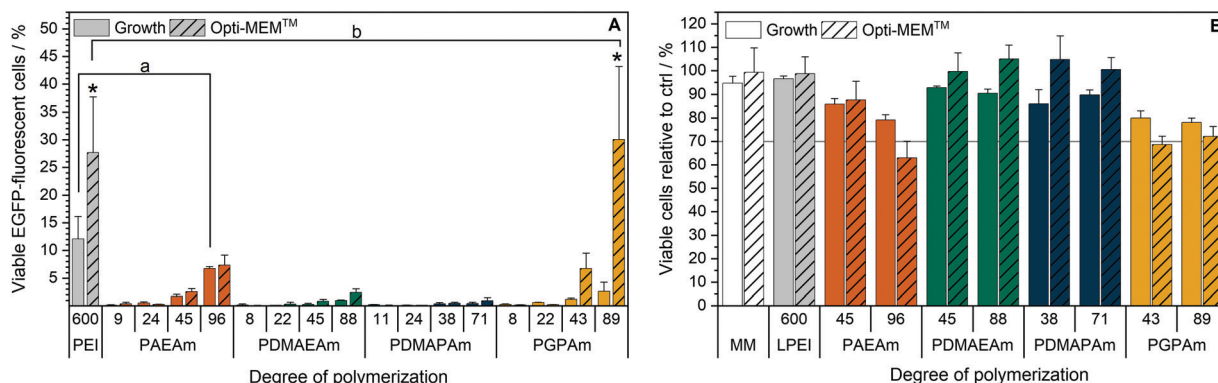 Viable EGFP-fluorescent cells / %
50
45
40
35
30
25
20
15
10
5
Growth Opti-MEM™
A
a
b
*
*
600 9 24 45 96 8 22 45 88 11 24 38 71 8 22 43 89
PEI PAEAm PDMAEAm PDMAPAm PGPAm
Degree of polymerization
Viable cells relative to ctrl / %
120
110
100
90
80
70
60
50
40
30
20
10
0
Growth Opti-MEM™
600 45 96 45 88 38 71 43 89
MM LPEI PAEAm PDMAEAm PDMAPAm PGPAm
Degree of polymerization